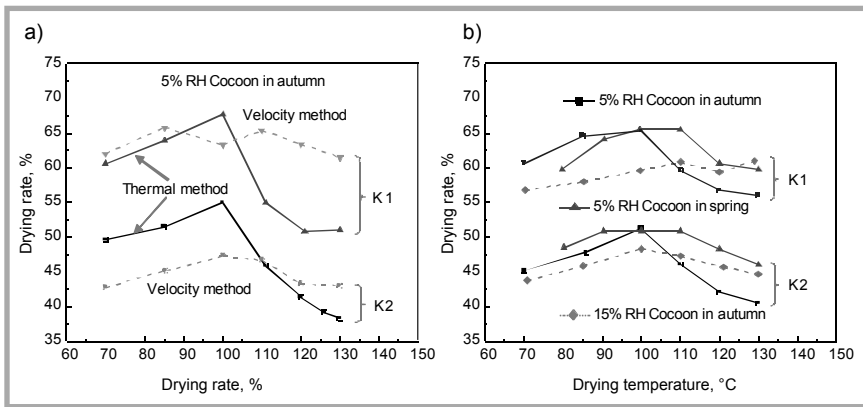 a)
75
70
65
60
55
50
45
40
35
Drying rate, %
5% RH Cocoon in autumn
Velocity method
Thermal method
K 1
Velocity method
K2
60 70 80 90 100 110 120 130 140 150
Drying rate, %
b)
75
70
65
60
55
50
45
40
35
Drying rate, %
5% RH Cocoon in autumn
K1
5% RH Cocoon in spring
K2
15% RH Cocoon in autumn
60 70 80 90 100 110 120 130 140 150
Drying temperature, °C